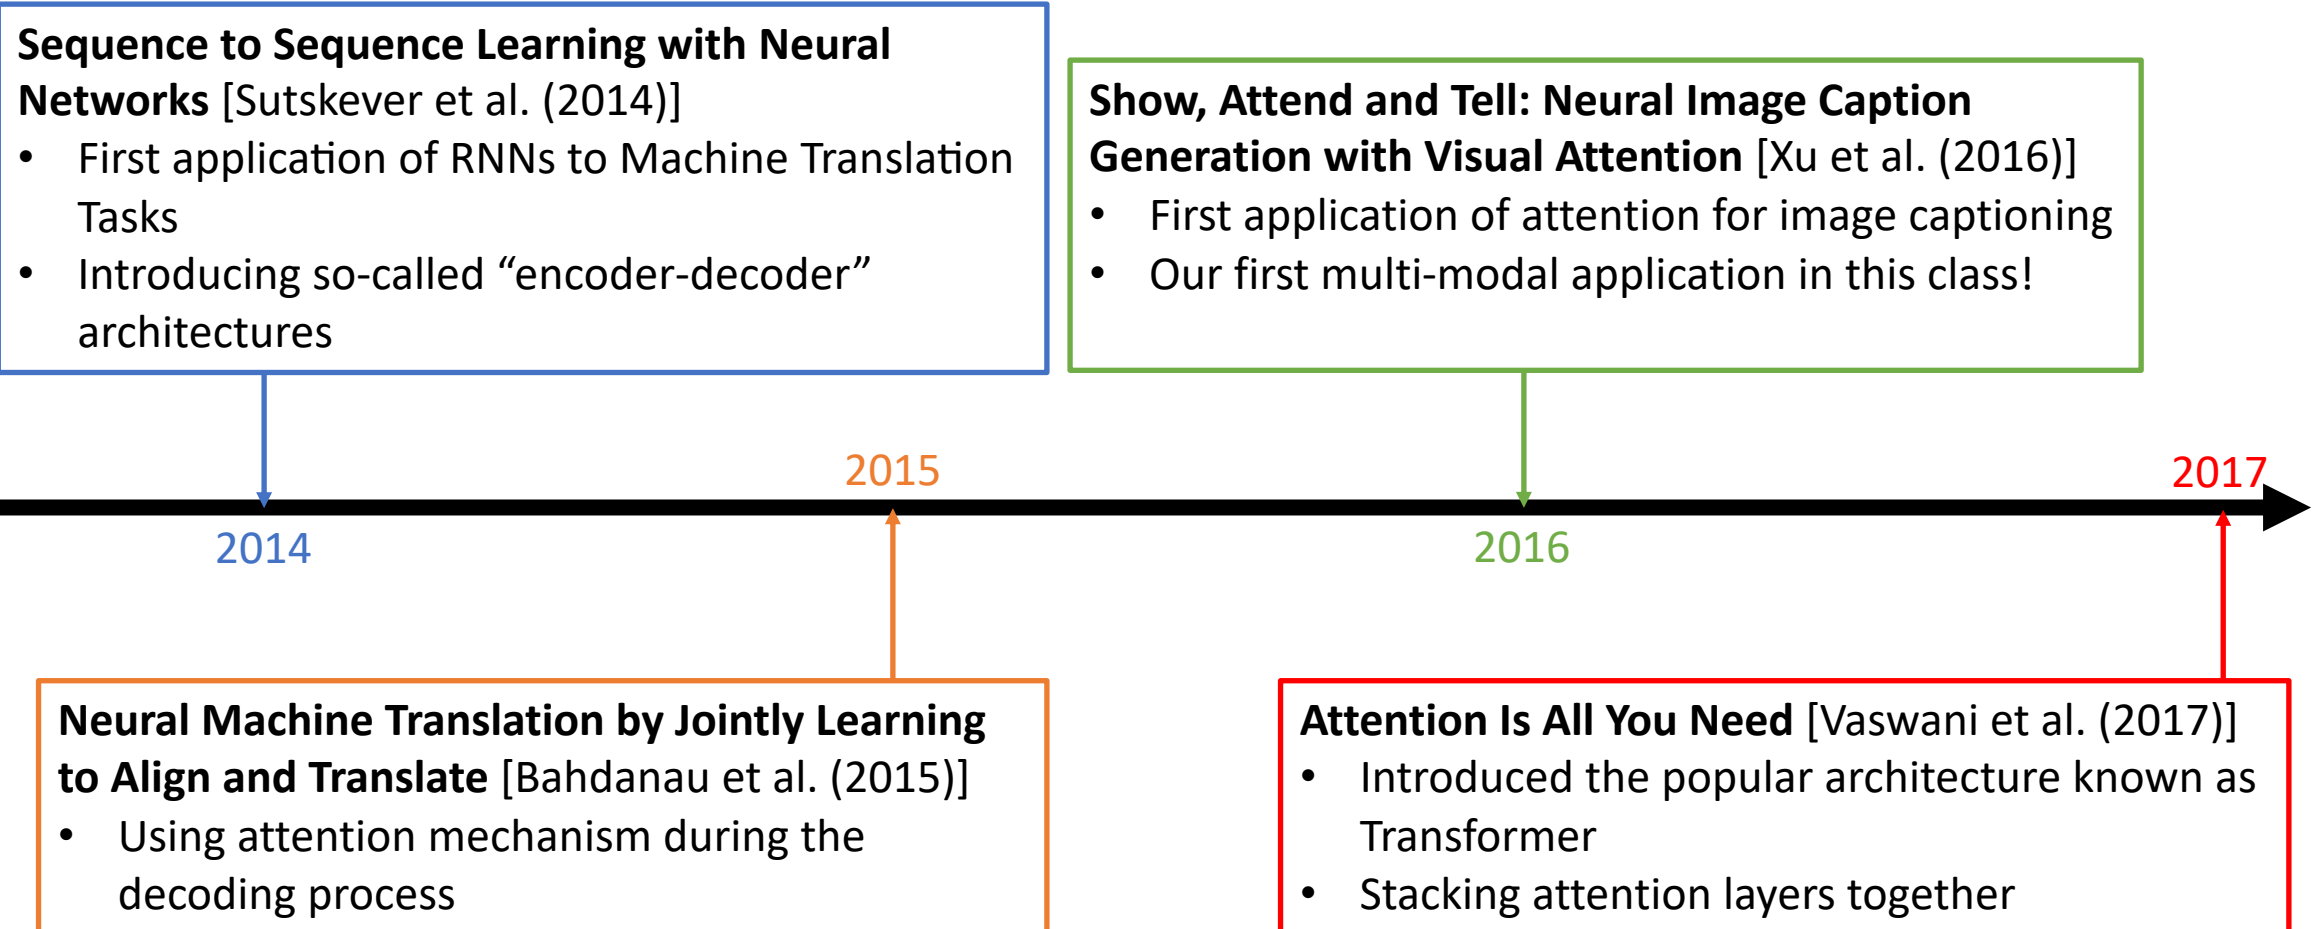 Sequence to Sequence Learning with Neural
Networks [Sutskever et al. (2014)]
• First application of RNNs to Machine Translation
Tasks
• Introducing so-called “encoder-decoder”
architectures
Show, Attend and Tell: Neural Image Caption
Generation with Visual Attention [Xu et al. (2016)]
• First application of attention for image captioning
• Our first multi-modal application in this class!
2015
2017
2014
2016
Neural Machine Translation by Jointly Learning
to Align and Translate [Bahdanau et al. (2015)]
• Using attention mechanism during the
decoding process
Attention Is All You Need [Vaswani et al. (2017)]
• Introduced the popular architecture known as
Transformer
• Stacking attention layers together